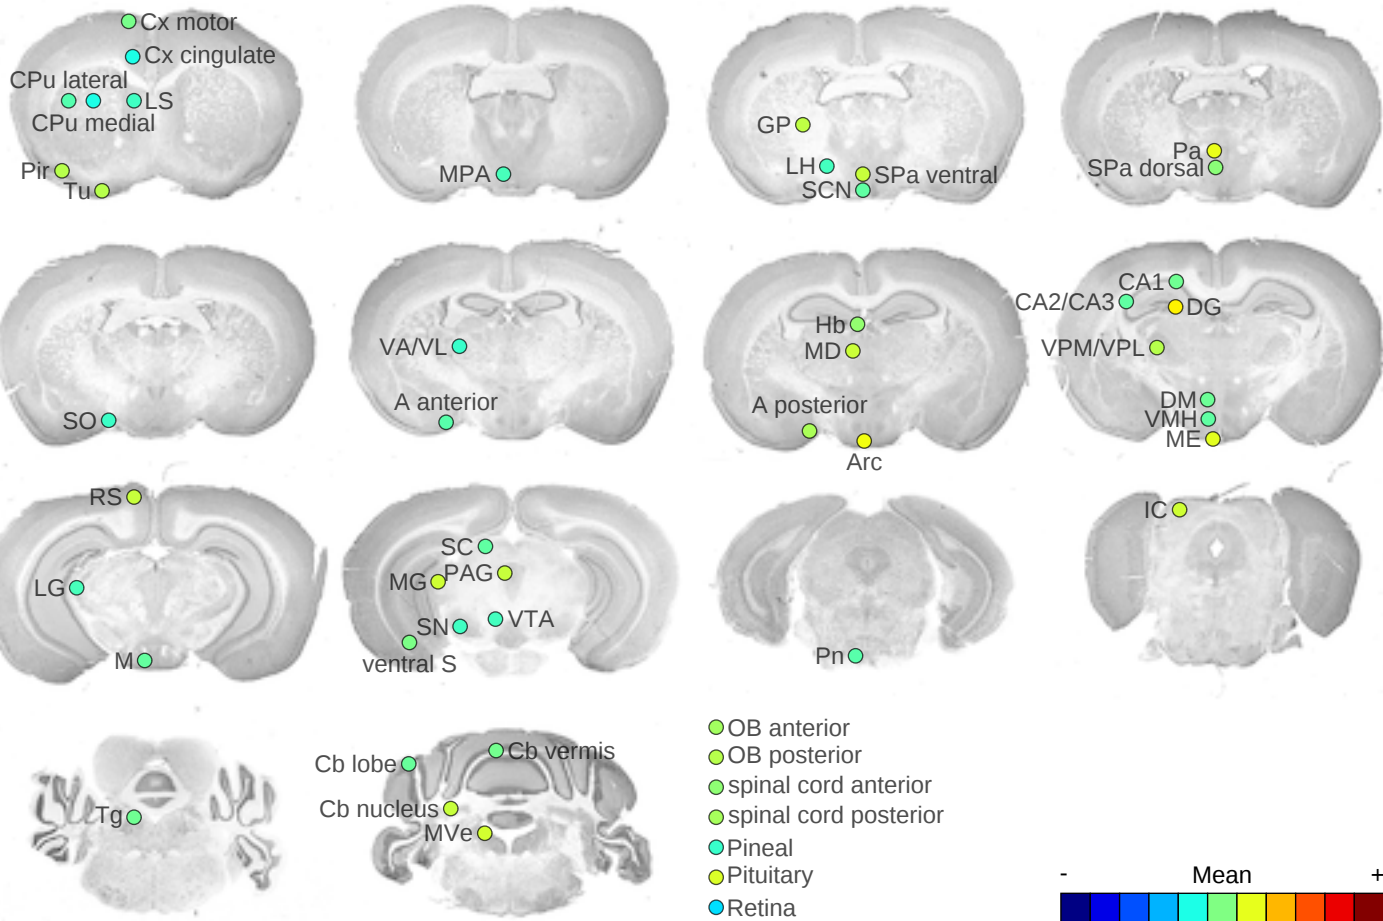 Cx motor
Cx cingulate
CPu lateral
LS
CPu medial
Pir
Tu
MPA
GP
LH
SPa ventral
SCN
Pa
SPa dorsal
SO
VA/VL
A anterior
Hb
MD
A posterior
Arc
CA1
CA2/CA3
DG
VPM/VPL
DM
VMH
ME
RS
LG
M
SC
MG
PAG
SN
VTA
ventral S
Pn
IC
Tg
Cb lobe
Cb vermis
Cb nucleus
MVe
OB anterior
OB posterior
spinal cord anterior
spinal cord posterior
Pineal
Pituitary
Retina
- Mean +